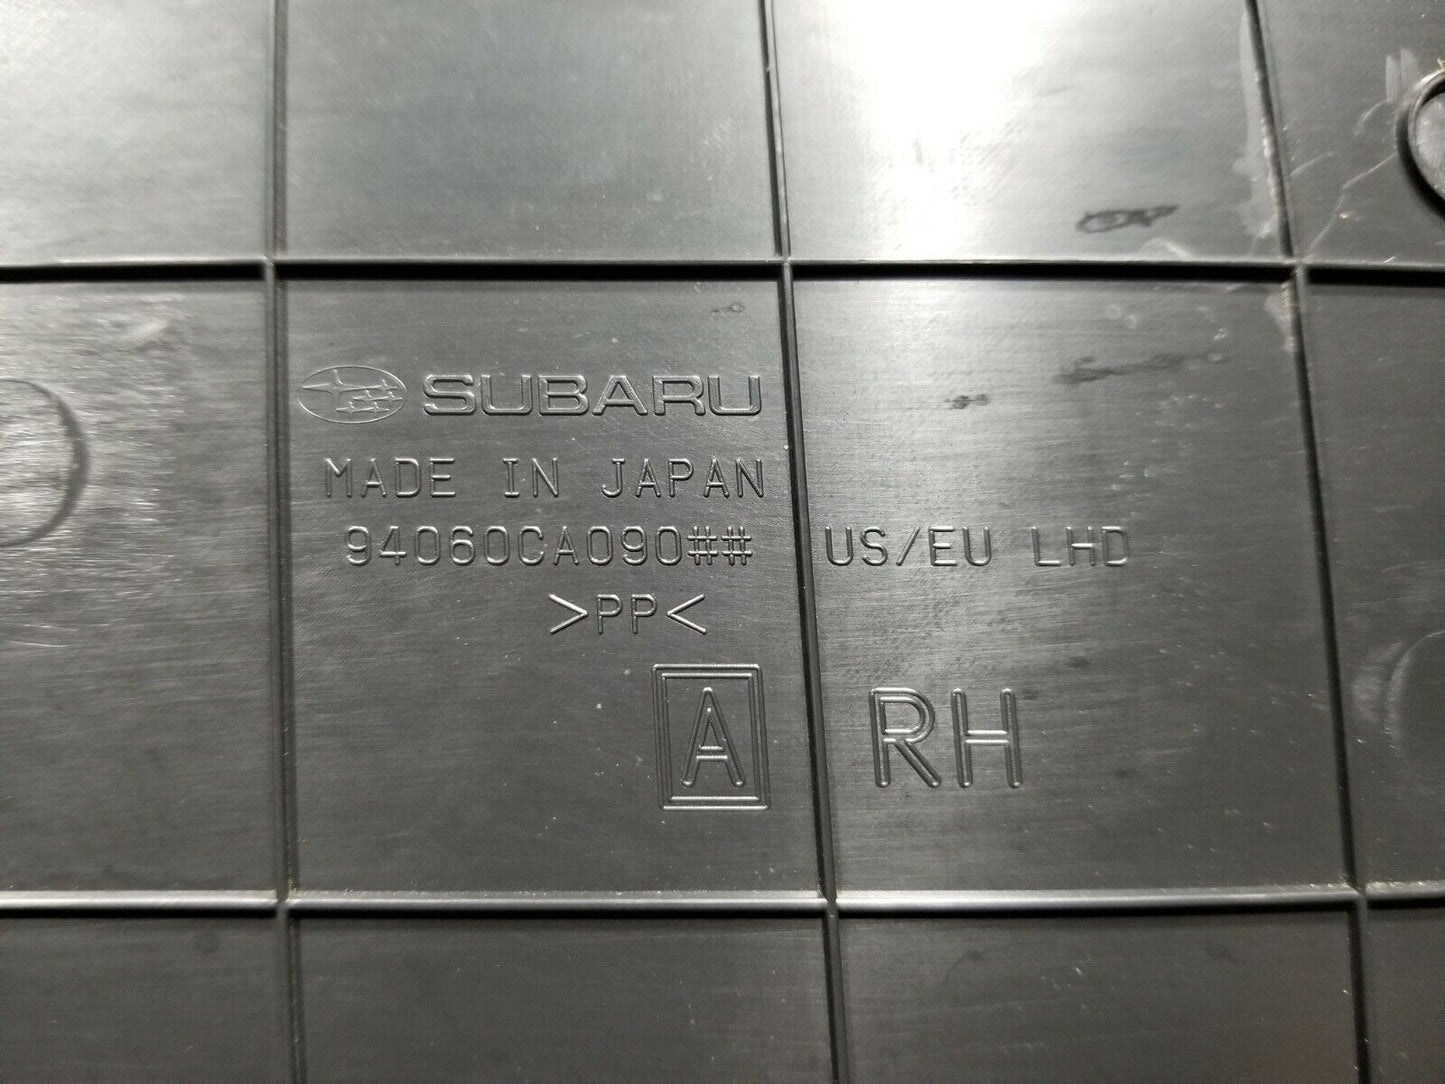 SUBARU
MADE IN JAPAN
94060CA090## US/EU LHD
>PP<
A RH